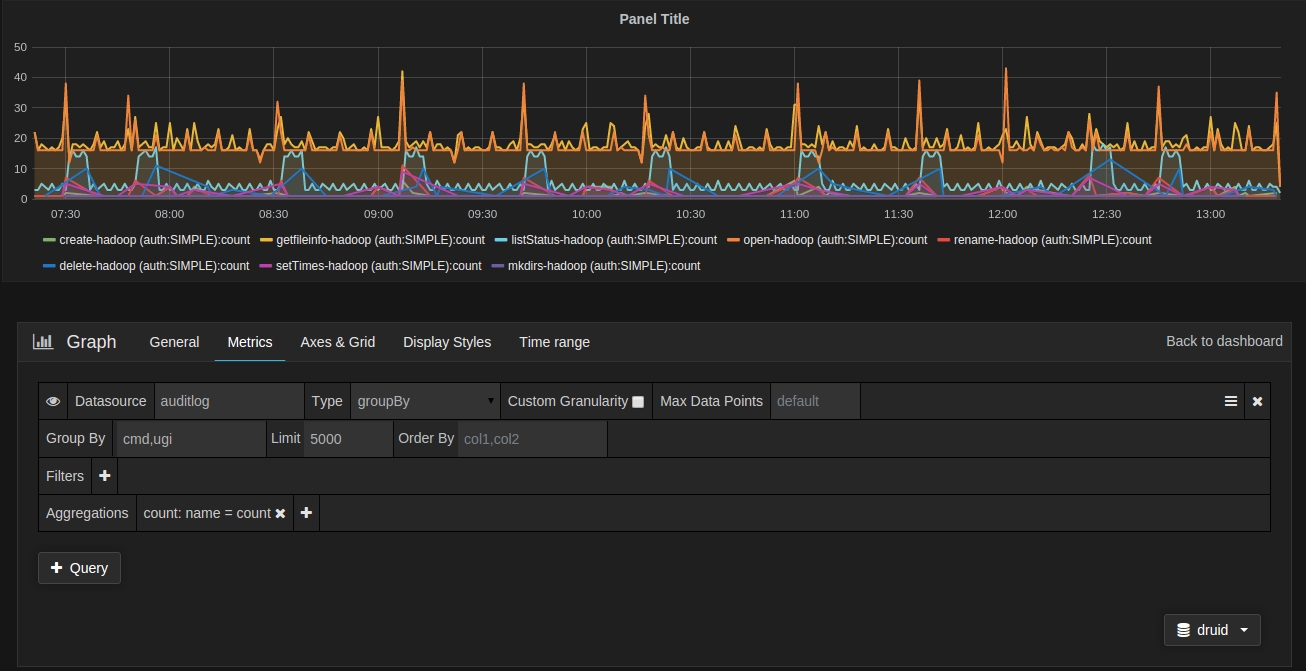 Panel Title
50
40
30
20
10
0
07:30 08:00 08:30 09:00 09:30 10:00 10:30 11:00 11:30 12:00 12:30 13:00
create-hadoop (auth:SIMPLE):count getfileinfo-hadoop (auth:SIMPLE):count listStatus-hadoop (auth:SIMPLE):count open-hadoop (auth:SIMPLE):count rename-hadoop (auth:SIMPLE):count
delete-hadoop (auth:SIMPLE):count setTimes-hadoop (auth:SIMPLE):count mkdirs-hadoop (auth:SIMPLE):count
Graph General Metrics Axes & Grid Display Styles Time range Back to dashboard
Datasource auditlog Type groupBy Custom Granularity Max Data Points default
Group By cmd,ugi Limit 5000 Order By col1,col2
Filters
Aggregations count: name = count
Query
druid